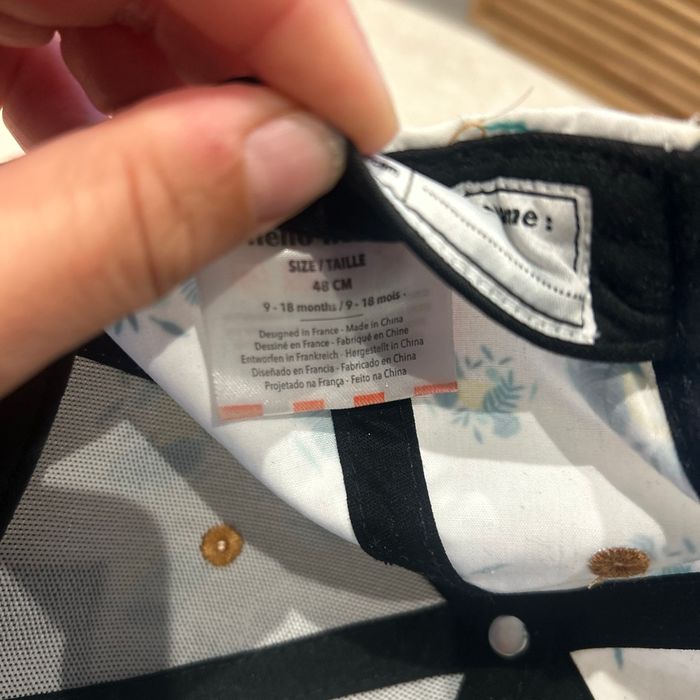 SIZE / TAILLE
48 CM
9 - 18 months / 9 - 18 mois ·
Designed in France · Made in China
Dessiné en France · Fabriqué en Chine
Entworfen in Frankreich · Hergestellt in China
Diseñado en Francia · Fabricado en China
Projetado na França · Feito na China